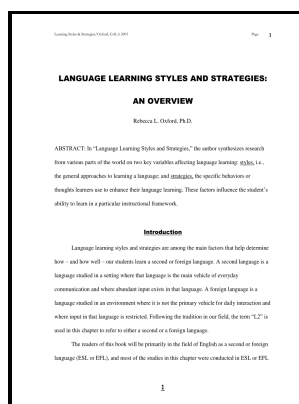 Learning Styles & Strategies/Oxford, GALA 2003 Page 1
LANGUAGE LEARNING STYLES AND STRATEGIES:
AN OVERVIEW
Rebecca L. Oxford, Ph.D.
ABSTRACT: In "Language Learning Styles and Strategies," the author synthesizes research
from various parts of the world on two key variables affecting language learning: styles, i.e.,
the general approaches to learning a language; and strategies, the specific behaviors or
thoughts learners use to enhance their language learning. These factors influence the student's
ability to learn in a particular instructional framework.
Introduction
Language learning styles and strategies are among the main factors that help determine
how – and how well – our students learn a second or foreign language. A second language is a
language studied in a setting where that language is the main vehicle of everyday
communication and where abundant input exists in that language. A foreign language is a
language studied in an environment where it is not the primary vehicle for daily interaction and
where input in that language is restricted. Following the tradition in our field, the term "L2" is
used in this chapter to refer to either a second or a foreign language.
The readers of this book will be primarily in the field of English as a second or foreign
language (ESL or EFL), and most of the studies in this chapter were conducted in ESL or EFL
1